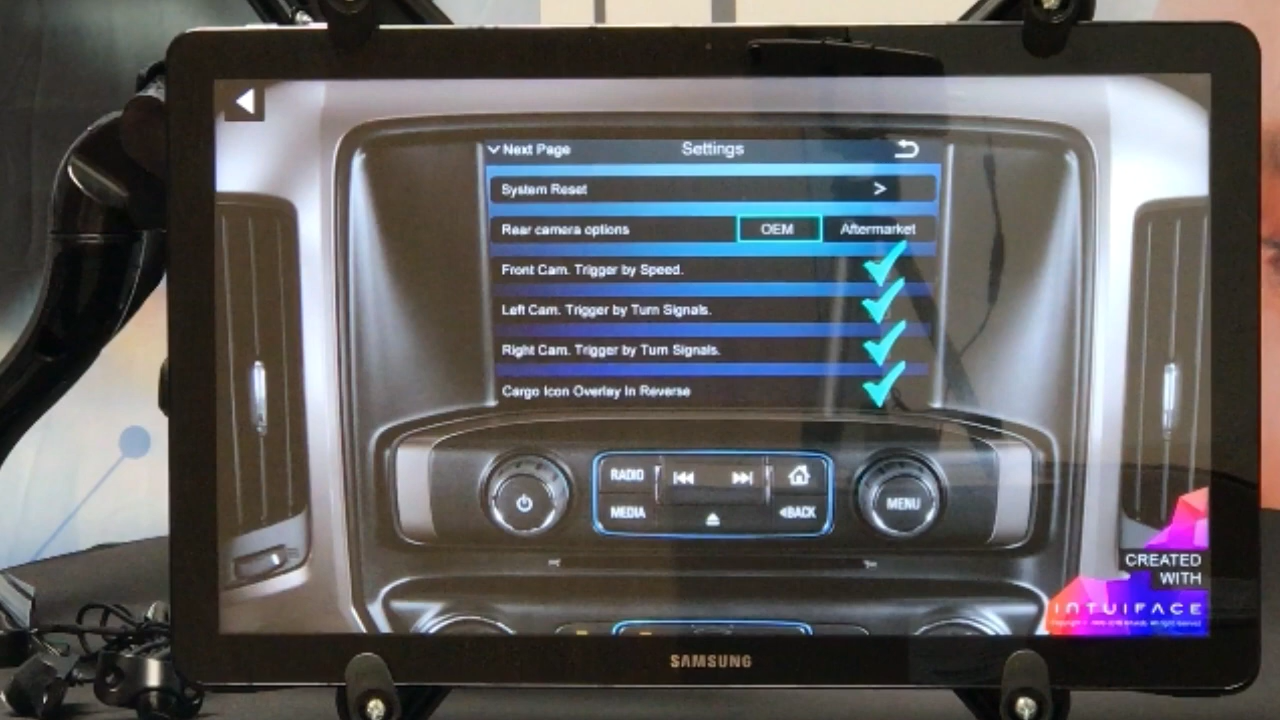 Next Page
Settings
System Reset
Rear camera options
OEM
Aftermarket
Front Cam. Trigger by Speed.
Left Cam. Trigger by Turn Signals.
Right Cam. Trigger by Turn Signals.
Cargo Icon Overlay In Reverse
RADIO
MEDIA
BACK
MENU
CREATED
WITH
INTUIFACE
SAMSUNG